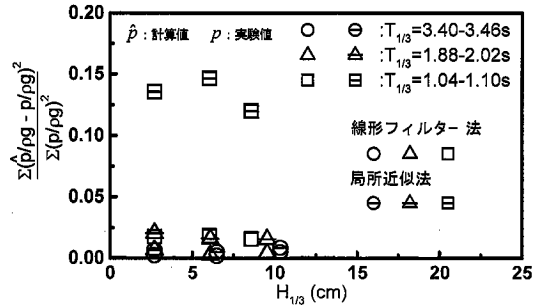 p̂ : 計算値 p : 実験値
:T1/3=3.40-3.46s
:T1/3=1.88-2.02s
:T1/3=1.04-1.10s
線形フィルター 法
局所近似法
Σ(p̂/ρg - p/ρg)²
Σ(p/ρg)²
0.20
0.15
0.10
0.05
0.00
0 5 10 15 20 25
H1/3 (cm)